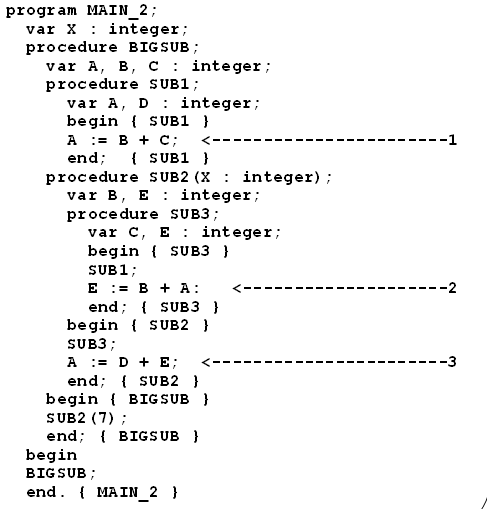 program MAIN_2;
var X : integer;
procedure BIGSUB;
var A, B, C : integer;
procedure SUB1;
var A, D : integer;
begin { SUB1 }
A := B + C; <-----------------------1
end; { SUB1 }
procedure SUB2(X : integer);
var B, E : integer;
procedure SUB3;
var C, E : integer;
begin { SUB3 }
SUB1;
E := B + A: <--------------------2
end; { SUB3 }
begin { SUB2 }
SUB3;
A := D + E; <-----------------------3
end; { SUB2 }
begin { BIGSUB }
SUB2(7);
end; { BIGSUB }
begin
BIGSUB;
end. { MAIN_2 }
/